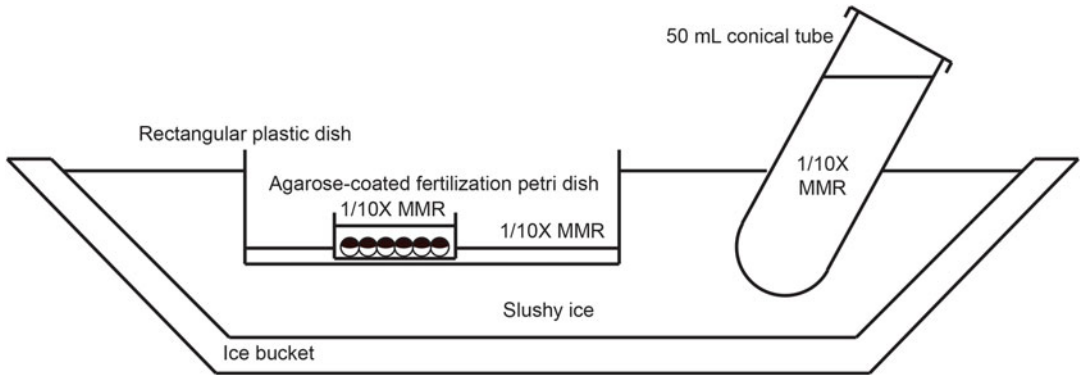 50 mL conical tube
Rectangular plastic dish
1/10X
MMR
Agarose-coated fertilization petri dish
1/10X MMR
1/10X MMR
Slushy ice
Ice bucket